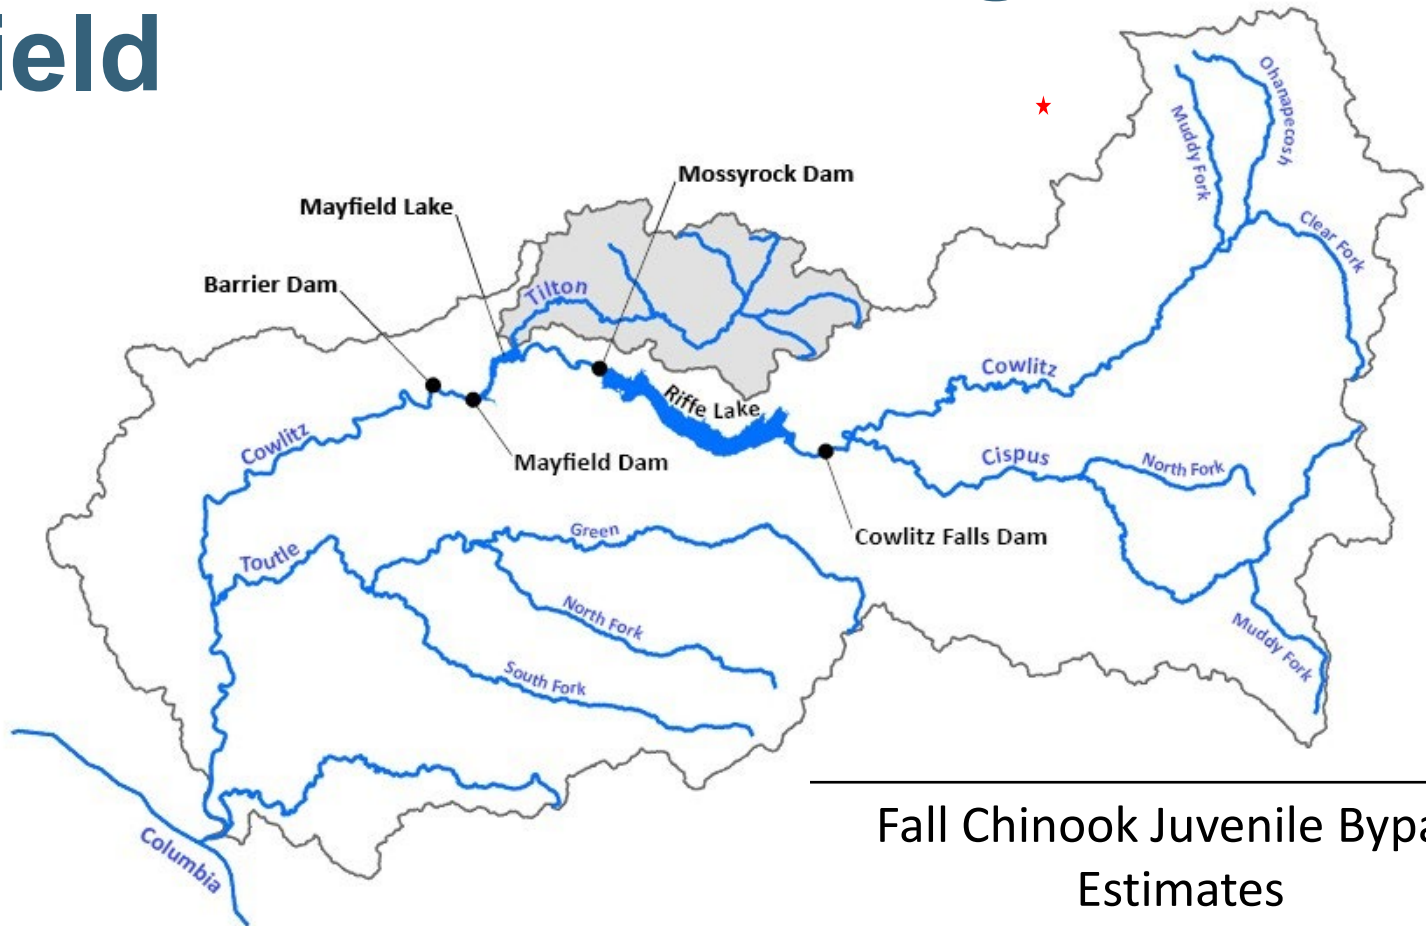 ield
Ohanapecosh
Muddy Fork
Mossyrock Dam
Mayfield Lake
Clear Fork
Barrier Dam
Tilton
Cowlitz
Riffe Lake
Cowlitz
Mayfield Dam
Cispus
North Fork
Green
Cowlitz Falls Dam
Toutle
North Fork
Muddy Fork
South Fork
Columbia
Fall Chinook Juvenile Bypa
Estimates